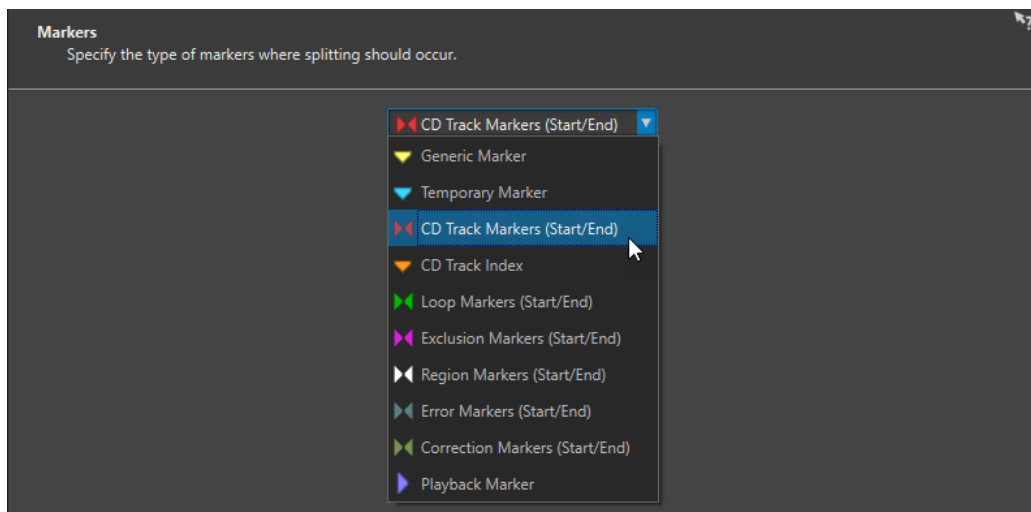 Markers
Specify the type of markers where splitting should occur.
CD Track Markers (Start/End)
Generic Marker
Temporary Marker
CD Track Markers (Start/End)
CD Track Index
Loop Markers (Start/End)
Exclusion Markers (Start/End)
Region Markers (Start/End)
Error Markers (Start/End)
Correction Markers (Start/End)
Playback Marker